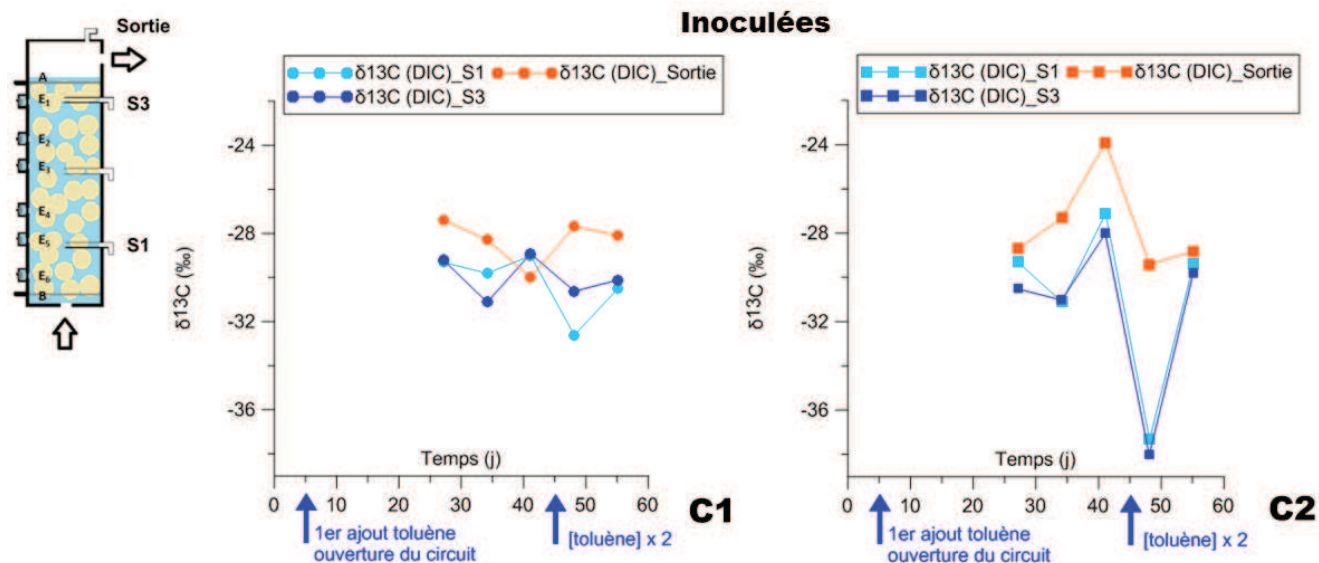 Inoculées
Sortie
A
E1
S3
E2
E3
E4
E5
S1
E6
B
δ13C (DIC)_S1
δ13C (DIC)_Sortie
δ13C (DIC)_S3
δ13C (‰)
-24
-28
-32
-36
Temps (j)
0 10 20 30 40 50 60
C1
1er ajout toluène
ouverture du circuit
[toluène] x 2
δ13C (DIC)_S1
δ13C (DIC)_Sortie
δ13C (DIC)_S3
δ13C (‰)
-24
-28
-32
-36
Temps (j)
0 10 20 30 40 50 60
C2
1er ajout toluène
ouverture du circuit
[toluène] x 2